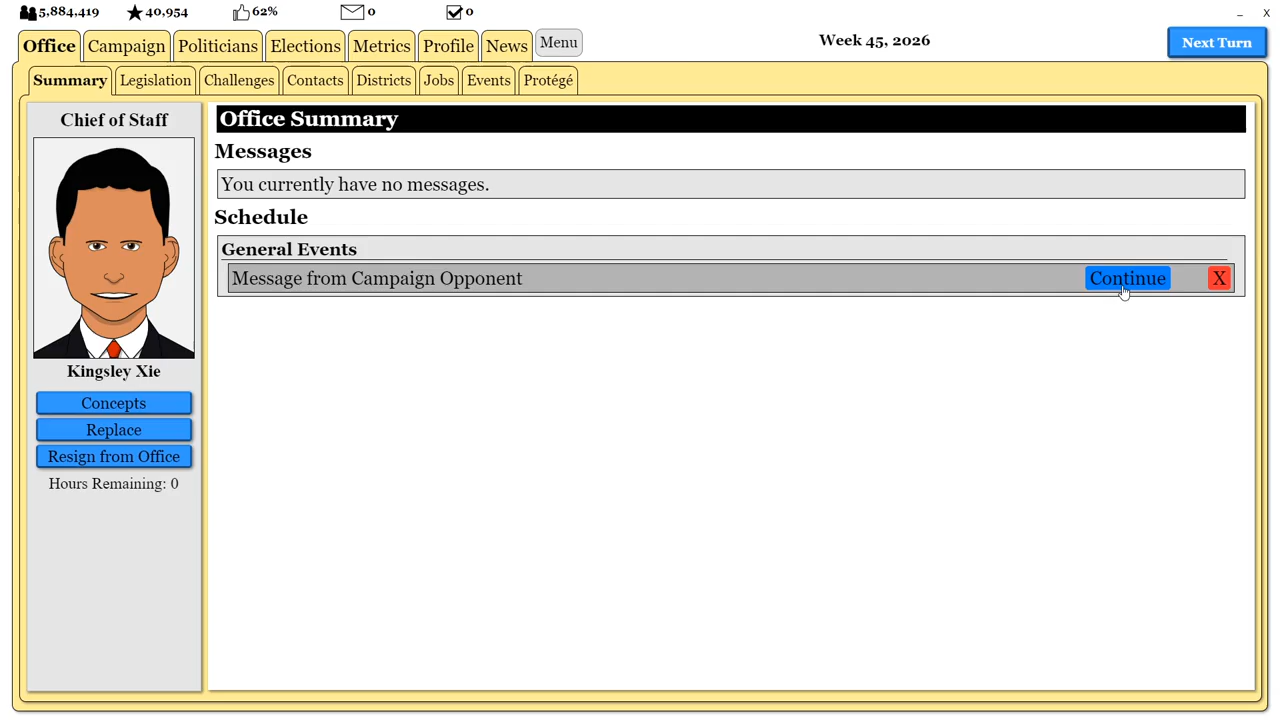 5,884,419 40,954 62% 0 0 _ X
Office Campaign Politicians Elections Metrics Profile News Menu Week 45, 2026 Next Turn
Summary Legislation Challenges Contacts Districts Jobs Events Protégé
Chief of Staff
Kingsley Xie
Concepts
Replace
Resign from Office
Hours Remaining: 0
Office Summary
Messages
You currently have no messages.
Schedule
General Events
Message from Campaign Opponent Continue X